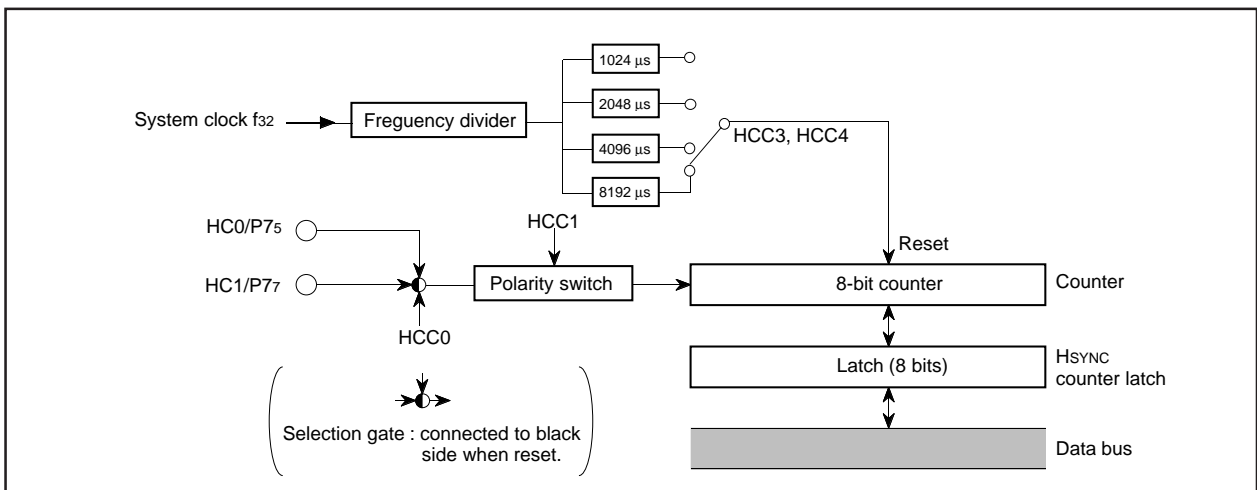 1024 µs
2048 µs
System clock f32
Freguency divider
4096 µs
HCC3, HCC4
8192 µs
HC0/P75
HCC1
Reset
HC1/P77
Polarity switch
8-bit counter
Counter
HCC0
Latch (8 bits)
HSYNC
counter latch
Selection gate : connected to black
side when reset.
Data bus